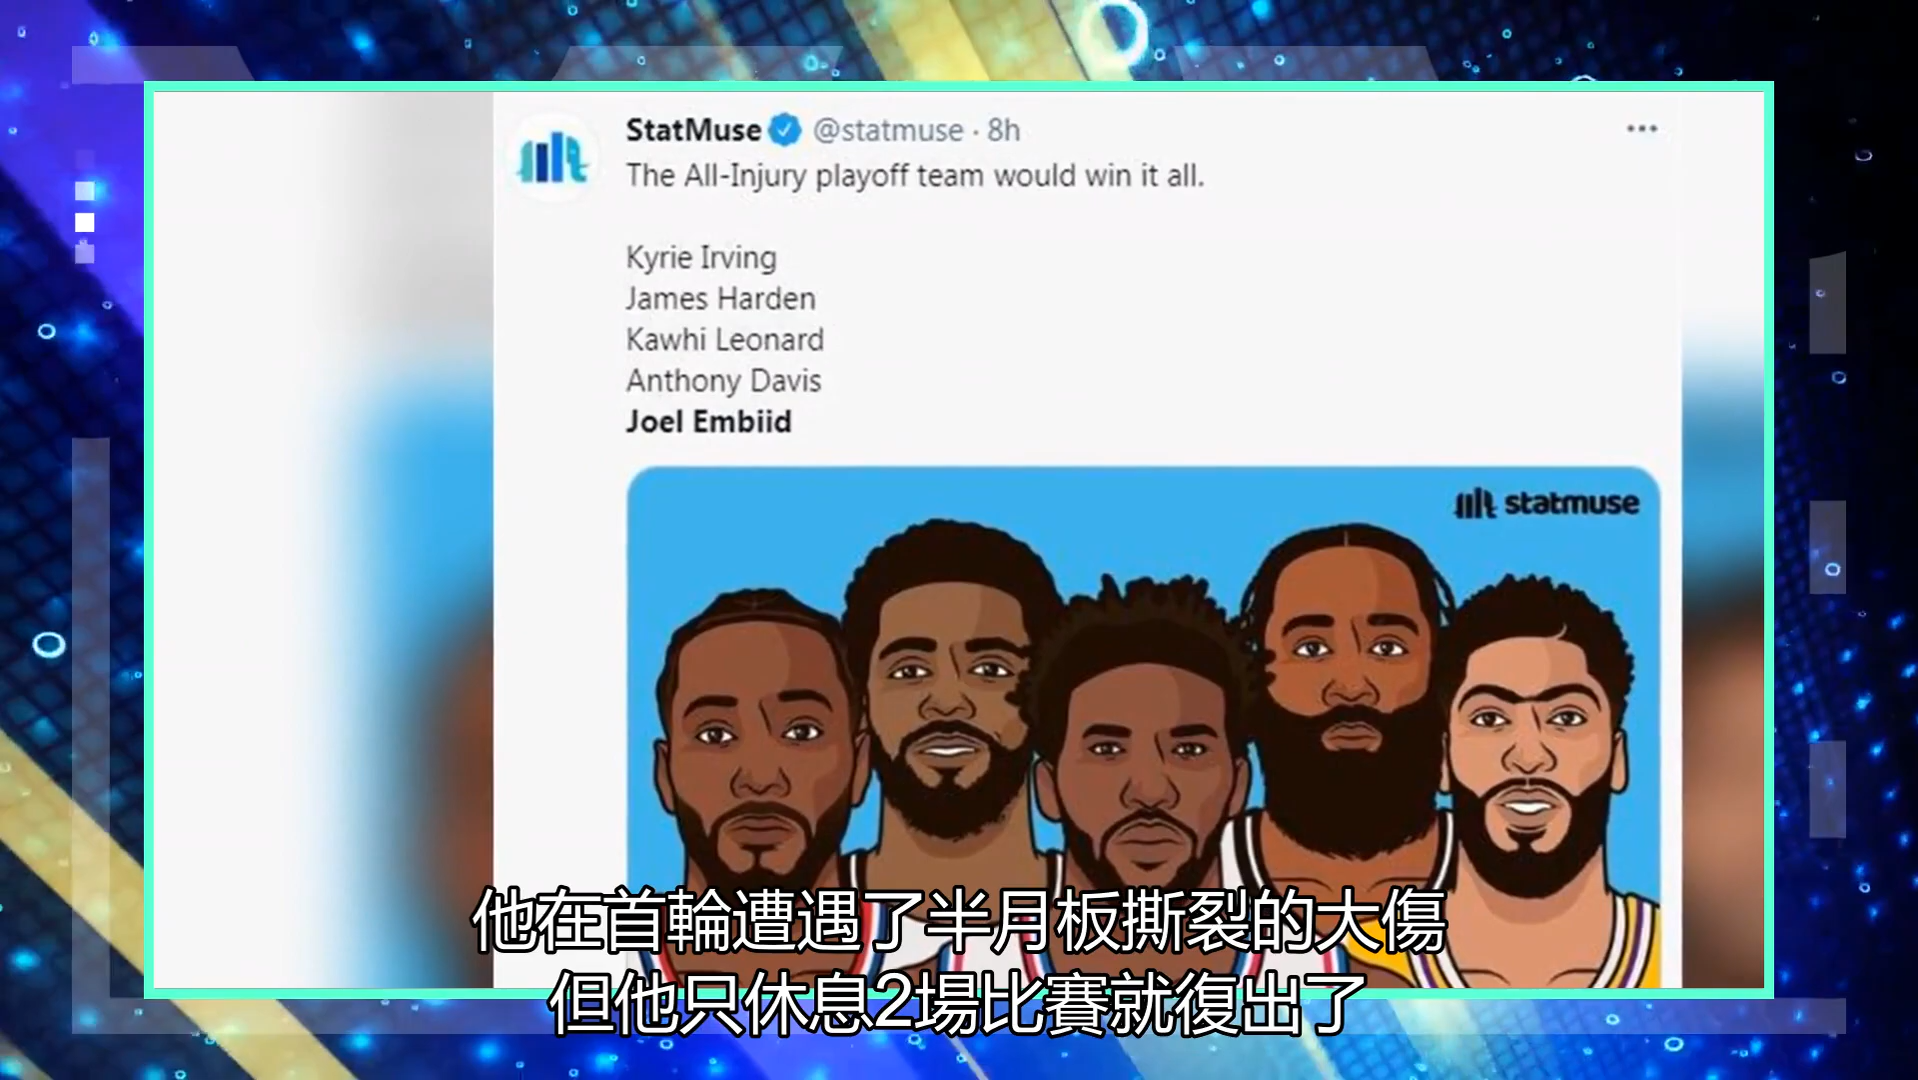 StatMuse @statmuse · 8h
The All-Injury playoff team would win it all.
Kyrie Irving
James Harden
Kawhi Leonard
Anthony Davis
Joel Embiid
statmuse
他在首輪遭遇了半月板撕裂的大傷
但他只休息2場比賽就復出了